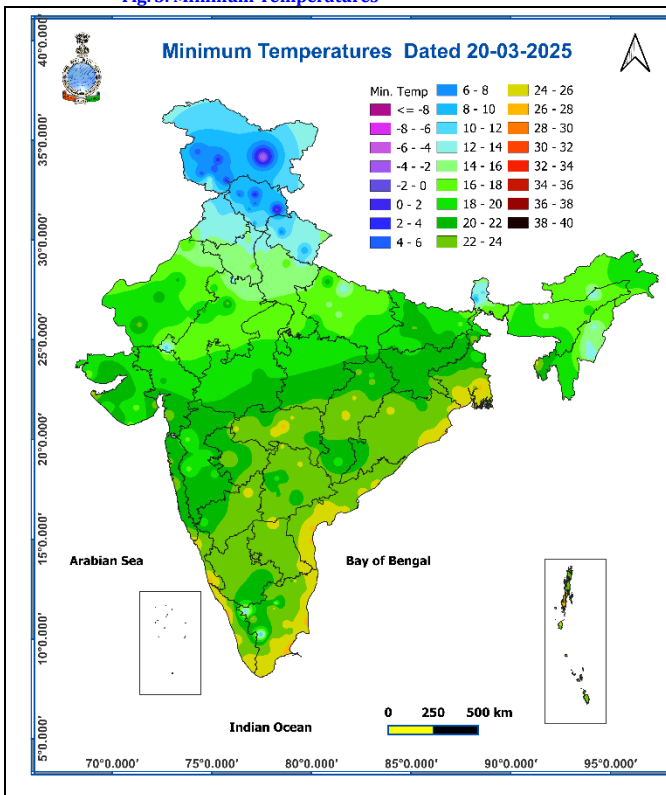 Fig. 3. Minimum Temperatures
Minimum Temperatures Dated 20-03-2025
Min. Temp
<= -8
-8 - -6
-6 - -4
-4 - -2
-2 - 0
0 - 2
2 - 4
4 - 6
6 - 8
8 - 10
10 - 12
12 - 14
14 - 16
16 - 18
18 - 20
20 - 22
22 - 24
24 - 26
26 - 28
28 - 30
30 - 32
32 - 34
34 - 36
36 - 38
38 - 40
40°0.000'
35°0.000'
30°0.000'
25°0.000'
20°0.000'
15°0.000'
10°0.000'
5°0.000'
Arabian Sea
Bay of Bengal
Indian Ocean
0 250 500 km
70°0.000' 75°0.000' 80°0.000' 85°0.000' 90°0.000' 95°0.000'